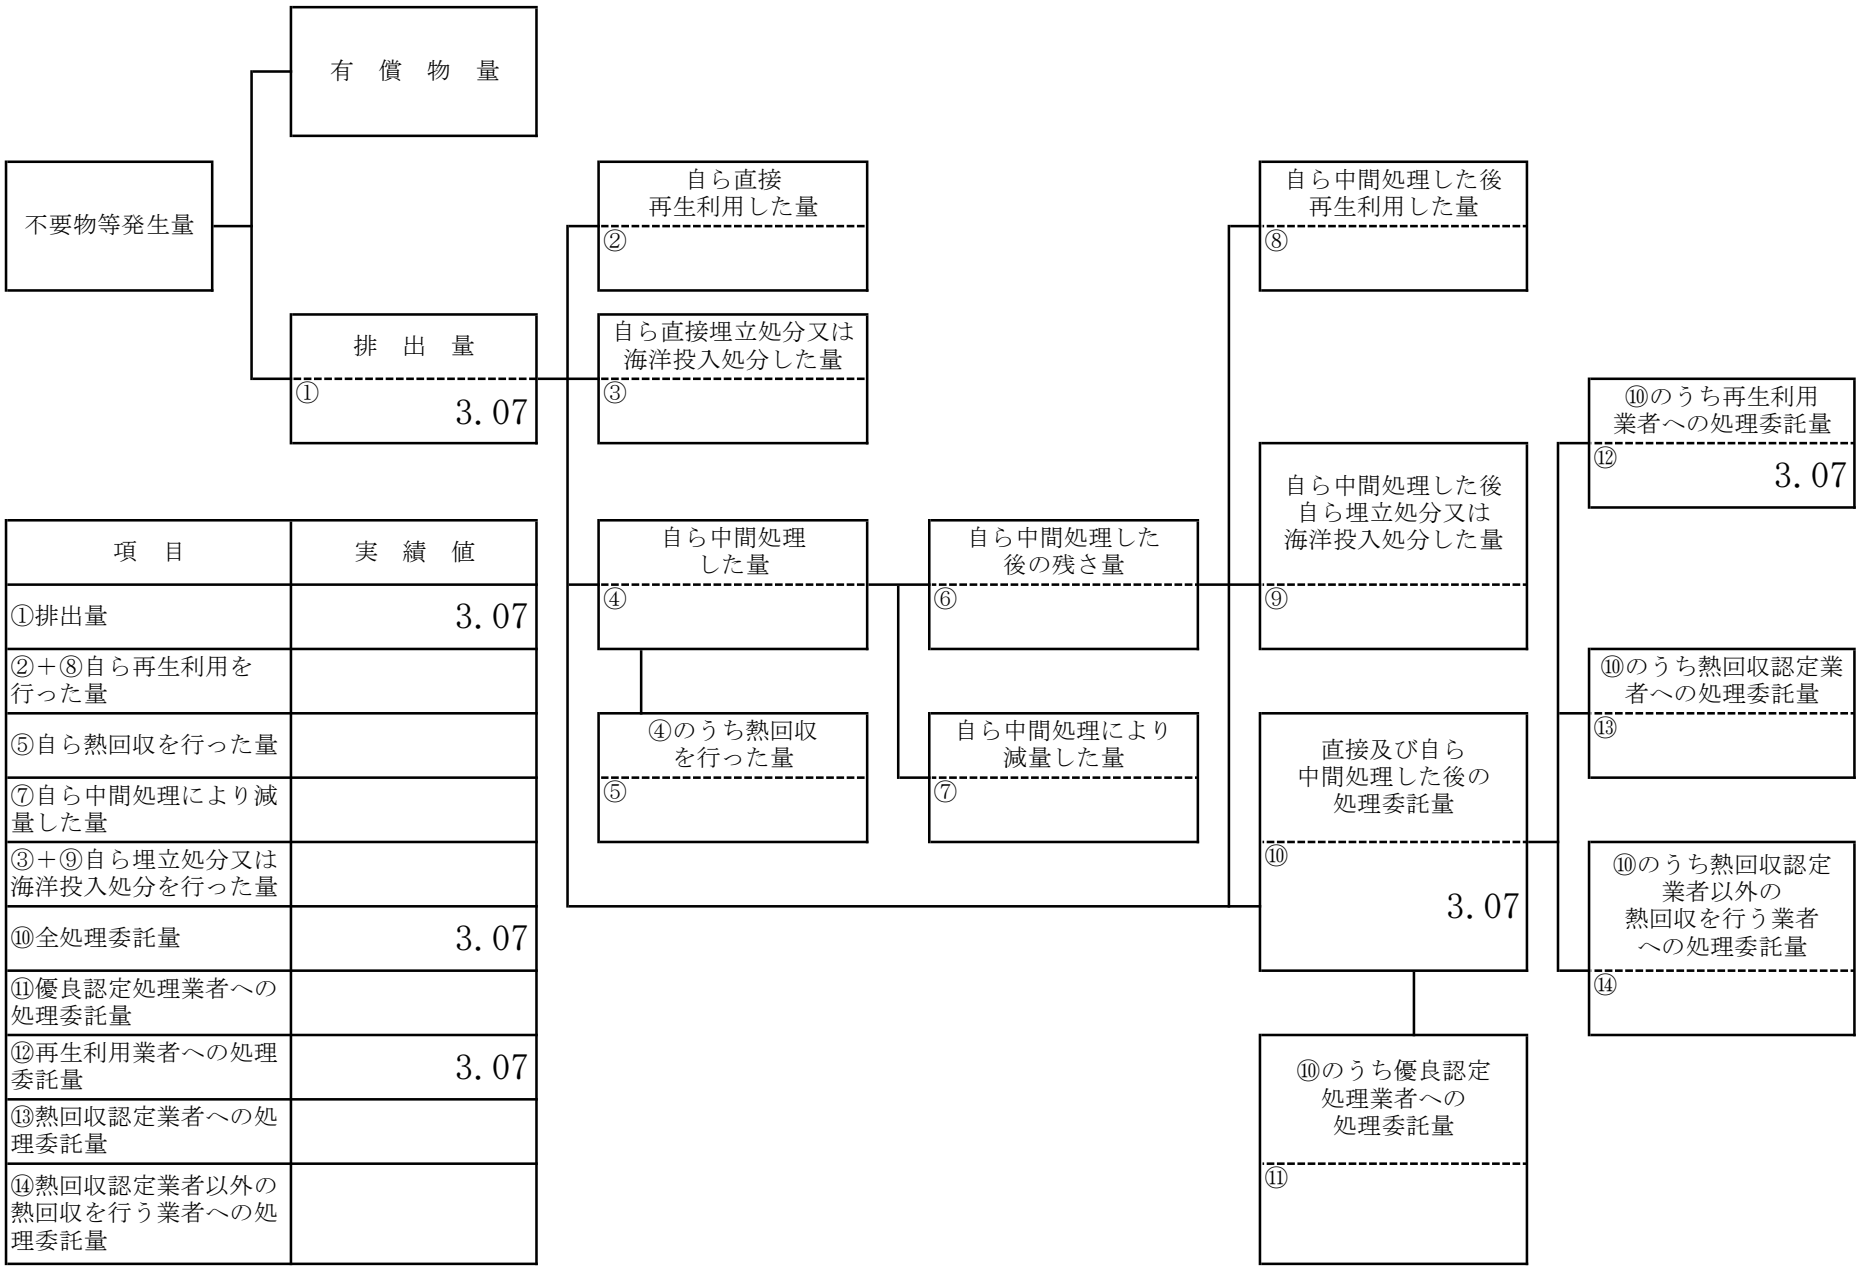 有　償　物　量
不要物等発生量
排　出　量
①
3.07
自ら直接
再生利用した量
②
自ら直接埋立処分又は
海洋投入処分した量
③
自ら中間処理
した量
④
④のうち熱回収
を行った量
⑤
自ら中間処理した
後の残さ量
⑥
自ら中間処理により
減量した量
⑦
自ら中間処理した後
再生利用した量
⑧
自ら中間処理した後
自ら埋立処分又は
海洋投入処分した量
⑨
直接及び自ら
中間処理した後の
処理委託量
⑩
3.07
⑩のうち優良認定
処理業者への
処理委託量
⑪
⑩のうち再生利用
業者への処理委託量
⑫
3.07
⑩のうち熱回収認定業
者への処理委託量
⑬
⑩のうち熱回収認定
業者以外の
熱回収を行う業者
への処理委託量
⑭
項　目　実　績　値
①排出量　3.07
②＋⑧自ら再生利用を
行った量
⑤自ら熱回収を行った量
⑦自ら中間処理により減
量した量
③＋⑨自ら埋立処分又は
海洋投入処分を行った量
⑩全処理委託量　3.07
⑪優良認定処理業者への
処理委託量
⑫再生利用業者への処理
委託量　3.07
⑬熱回収認定業者への処
理委託量
⑭熱回収認定業者以外の
熱回収を行う業者への処
理委託量